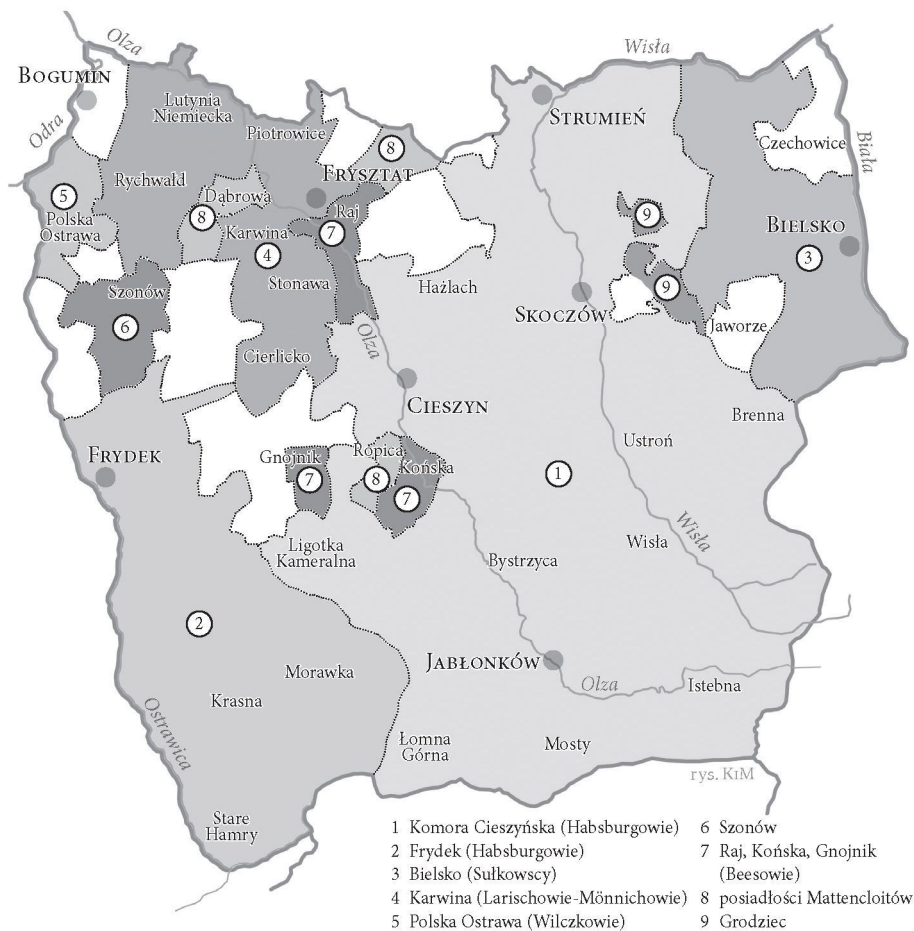 Olza
Wisła
BOGUMIN
Odra
Lutynia
Niemiecka
Piotrowice
STRUMIEŃ
Czechowice
Biała
8
FRYSZTAT
Rychwałd
Dąbrowa
5
Polska
Ostrawa
8
Karwina
Raj
7
4
9
BIELSKO
3
Szonów
Stonawa
Hażlach
9
SKOCZÓW
6
Olza
Jaworze
Cierlicko
CIESZYN
Brenna
Ustroń
FRYDEK
Gnojnik
Ropica
Końska
7
8
7
1
Ligotka
Kameralna
Bystrzyca
Wisła
Wisła
2
JABŁONKÓW
Morawka
Krasna
Olza
Istebna
Ostrawica
Łomna
Górna
Mosty
rys. KIM
Stare
Hamry
1 Komora Cieszyńska (Habsburgowie)
2 Frydek (Habsburgowie)
3 Bielsko (Sułkowscy)
4 Karwina (Larischowie-Mönnichowie)
5 Polska Ostrawa (Wilczkowie)
6 Szonów
7 Raj, Końska, Gnojnik
(Beesowie)
8 posiadłości Mattencloitów
9 Grodziec